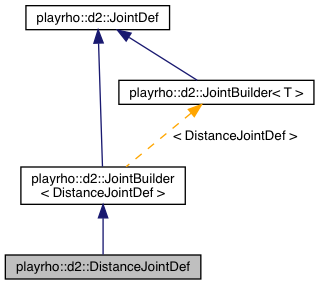 playrho::d2::JointDef
playrho::d2::JointBuilder< T >
< DistanceJointDef >
playrho::d2::JointBuilder
< DistanceJointDef >
playrho::d2::DistanceJointDef